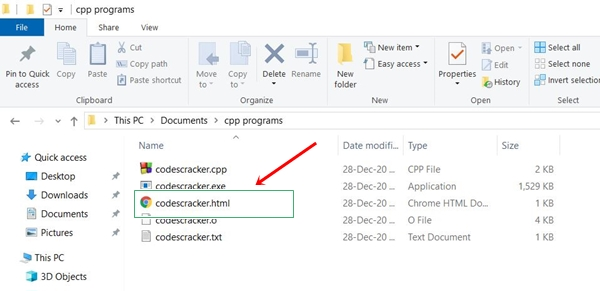 cpp programs
File Home Share View
Pin to Quick access Copy Paste Cut Copy path Paste shortcut Move to Copy to Delete Rename New folder New item Easy access Properties Open Edit History Select all Select none Invert selection
Clipboard Organize New Open Select
This PC > Documents > cpp programs
Name Date modifi... Type Size
Quick access
Desktop
Downloads
Documents
Pictures
This PC
3D Objects
codescracker.cpp 28-Dec-20 ... CPP File 2 KB
codescracker.exe 28-Dec-20 ... Application 1,529 KB
codescracker.html 28-Dec-20 ... Chrome HTML Do... 1 KB
codescracker.o 28-Dec-20 ... O File 4 KB
codescracker.txt 28-Dec-20 ... Text Document 1 KB